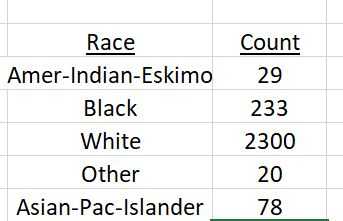 Race Count
Amer-Indian-Eskimo 29
Black 233
White 2300
Other 20
Asian-Pac-Islander 78